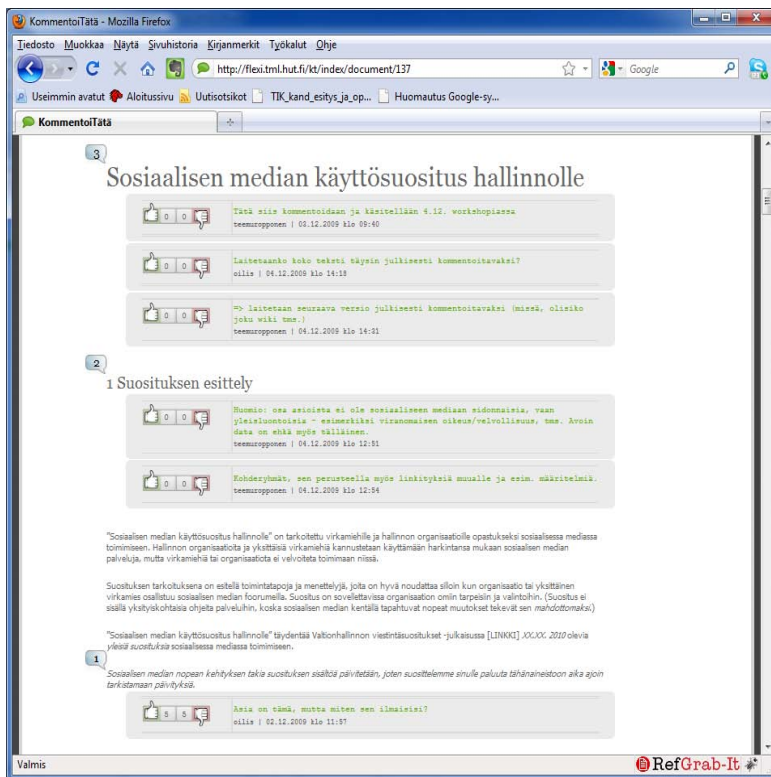 KommentoiTätä - Mozilla Firefox
Tiedosto Muokkaa Näytä Sivuhistoria Kirjanmerkit Työkalut Ohje
http://flexi.tml.hut.fi/kt/index/document/137
Google
Useimmin avatut Aloitussivu Uutisotsikot TIK_kand_esitys_ja_op... Huomautus Google-sy...
KommentoiTätä
3
Sosiaalisen median käyttösuositus hallinnolle
0 0
Tätä siis kommentoidaan ja käsitellään 4.12. workshopissa
teemuropponen | 03.12.2009 klo 09:40
0 0
Laitetaanko koko teksti täysin julkisesti kommentoitavaksi?
oilis | 04.12.2009 klo 14:18
0 0
=> laitetaan seuraava versio julkisesti kommentoitavaksi (missä, olisiko
joku wiki tms.)
teemuropponen | 04.12.2009 klo 14:21
2
1 Suosituksen esittely
0 0
Huomio: osa asioista ei ole sosiaaliseen mediaan sidonnaisia, vaan
yleisluontoisia - esimerkiksi viranomaisen oikeus/velvollisuus, tms. Avoin
data on ehkä myös tälläinen.
teemuropponen | 04.12.2009 klo 12:51
0 0
Kohderyhmät, sen perusteella myös linkityksiä muualle ja esim. määritelmiä.
teemuropponen | 04.12.2009 klo 12:54
"Sosiaalisen median käyttösuositus hallinnolle" on tarkoitettu virkamiehille ja hallinnon organisaatioille opastukseksi sosiaalisessa mediassa
toimimiseen. Hallinnon organisaatioita ja yksittäisiä virkamiehiä kannustetaan käyttämään harkintansa mukaan sosiaalisen median
palveluja, mutta virkamiehiä tai organisaatiota ei velvoiteta toimimaan niissä.
Suosituksen tarkoituksena on esitellä toimintatapoja ja menettelyjä, joita on hyvä noudattaa silloin kun organisaatio tai yksittäinen
virkamies osallistuu sosiaalisen median foorumeilla. Suositus on sovellettavissa organisaation omiin tarpeisiin ja valintoihin. (Suositus ei
sisällä yksityiskohtaisia ohjeita palveluihin, koska sosiaalisen median kentällä tapahtuvat nopeat muutokset tekevät sen mahdottomaksi.)
"Sosiaalisen median käyttösuositus hallinnolle" täydentää Valtionhallinnon viestintäsuositukset -julkaisussa [LINKKI] XX.XX. 2010 olevia
yleisiä suosituksia sosiaalisessa mediassa toimimiseen.
1
Sosiaalisen median nopean kehityksen takia suosituksen sisältöä päivitetään, joten suosittelemme sinulle paluuta tähänaineistoon aika ajoin
tarkistamaan päivityksiä.
5 5
Asia on tämä, mutta miten sen ilmaisisi?
oilis | 02.12.2009 klo 11:57
Valmis
RefGrab-It